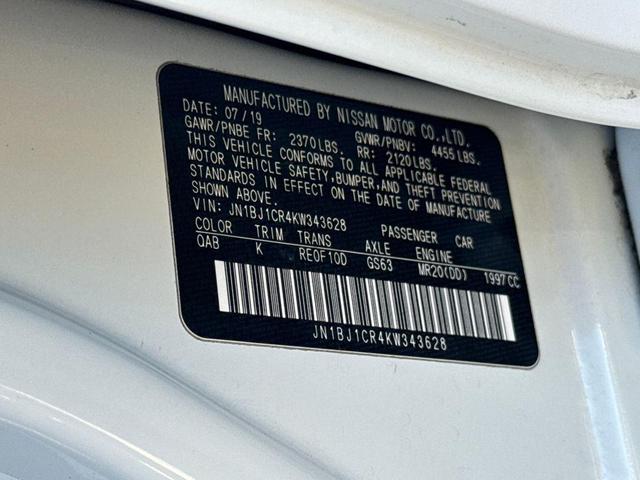 MANUFACTURED BY NISSAN MOTOR CO.,LTD.
DATE: 07/19 GVWR/PNBV: 4455 LBS.
GAWR/PNBE FR: 2370 LBS. RR: 2120 LBS.
THIS VEHICLE CONFORMS TO ALL APPLICABLE FEDERAL
MOTOR VEHICLE SAFETY,BUMPER,AND THEFT PREVENTION
STANDARDS IN EFFECT ON THE DATE OF MANUFACTURE
SHOWN ABOVE.
VIN: JN1BJ1CR4KW343628 PASSENGER CAR
COLOR TRIM TRANS AXLE ENGINE
QAB K RE0F10D GS63 MR20(DD) 1997CC
JN1BJ1CR4KW343628